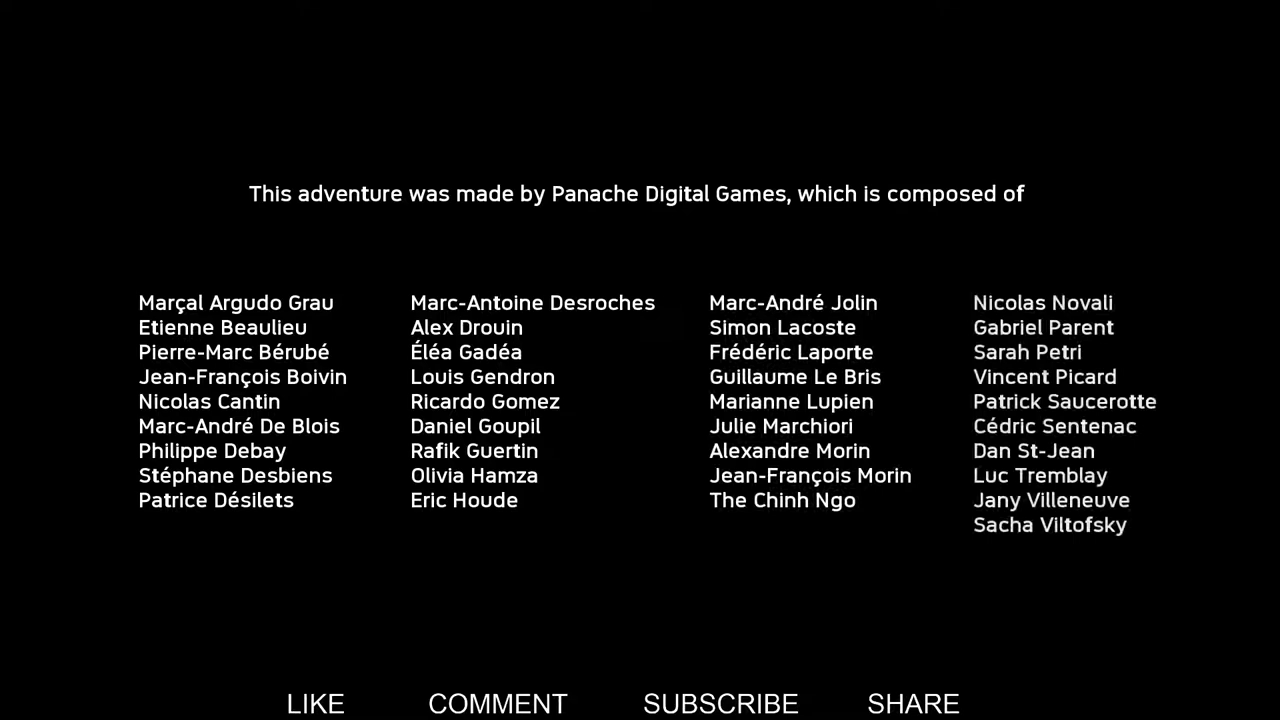 This adventure was made by Panache Digital Games, which is composed of
Marçal Argudo Grau
Etienne Beaulieu
Pierre-Marc Bérubé
Jean-François Boivin
Nicolas Cantin
Marc-André De Blois
Philippe Debay
Stéphane Desbiens
Patrice Désilets
Marc-Antoine Desroches
Alex Drouin
Éléa Gadéa
Louis Gendron
Ricardo Gomez
Daniel Goupil
Rafik Guertin
Olivia Hamza
Eric Houde
Marc-André Jolin
Simon Lacoste
Frédéric Laporte
Guillaume Le Bris
Marianne Lupien
Julie Marchiori
Alexandre Morin
Jean-François Morin
The Chinh Ngo
Nicolas Novali
Gabriel Parent
Sarah Petri
Vincent Picard
Patrick Saucerotte
Cédric Sentenac
Dan St-Jean
Luc Tremblay
Jany Villeneuve
Sacha Viltofsky
LIKE COMMENT SUBSCRIBE SHARE